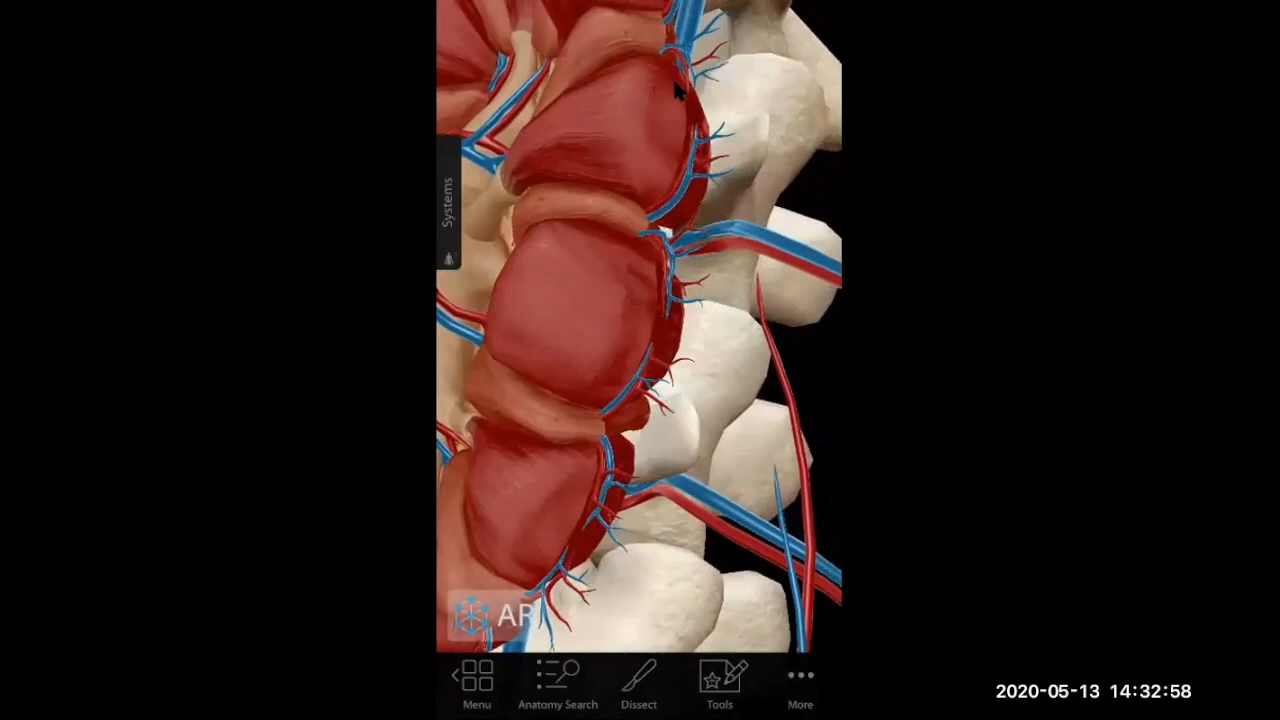 Systems
AR
Menu
Anatomy Search
Dissect
Tools
More
2020-05-13 14:32:58